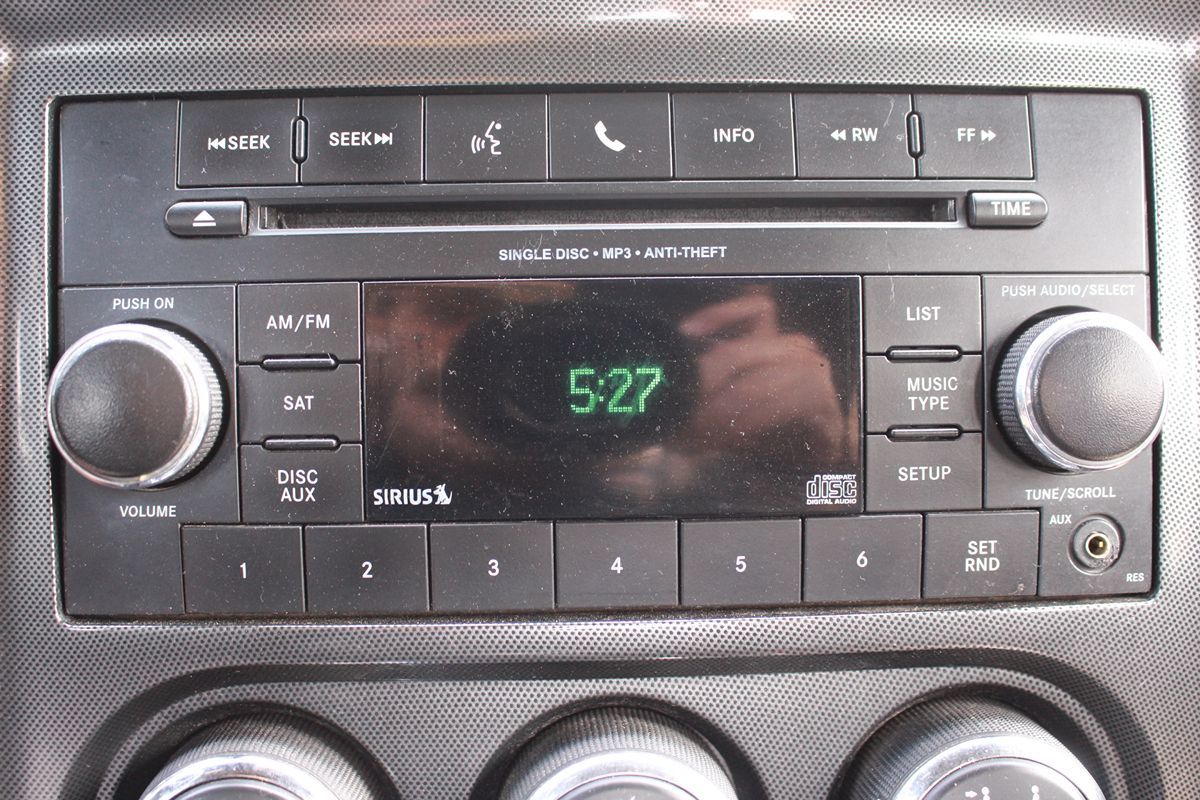 SEEK
SEEK
INFO
RW
FF
TIME
SINGLE DISC • MP3 • ANTI-THEFT
PUSH ON
AM/FM
LIST
PUSH AUDIO/SELECT
SAT
5:27
MUSIC
TYPE
DISC
AUX
SETUP
SIRIUS
COMPACT
disc
DIGITAL AUDIO
VOLUME
TUNE/SCROLL
1
2
3
4
5
6
SET
RND
AUX
RES